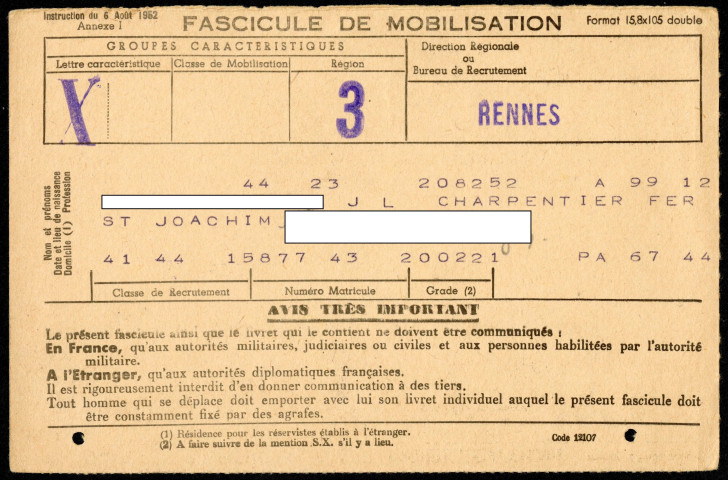 Instruction du 6 Août 1952
Annexe I
FASCICULE DE MOBILISATION
Format 15,8x105 double
GROUPES CARACTÉRISTIQUES
Lettre caractéristique
Classe de Mobilisation
Région
Direction Régionale
ou
Bureau de Recrutement
X
3
RENNES
Nom et prénoms
Date et lieu de naissance
Domicile (1) Profession
44 23 208252 A 99 12
J L CHARPENTIER FER
ST JOACHIM
41 44 15877 43 200221 PA 67 44
Classe de Recrutement
Numéro Matricule
Grade (2)
AVIS TRÈS IMPORTANT
Le présent fascicule ainsi que le livret qui le contient ne doivent être communiqués :
En France, qu'aux autorités militaires, judiciaires ou civiles et aux personnes habilitées par l'autorité
militaire.
A l'Etranger, qu'aux autorités diplomatiques françaises.
Il est rigoureusement interdit d'en donner communication à des tiers.
Tout homme qui se déplace doit emporter avec lui son livret individuel auquel le présent fascicule doit
être constamment fixé par des agrafes.
(1) Résidence pour les réservistes établis à l'étranger.
(2) A faire suivre de la mention S.X. s'il y a lieu.
Code 12107